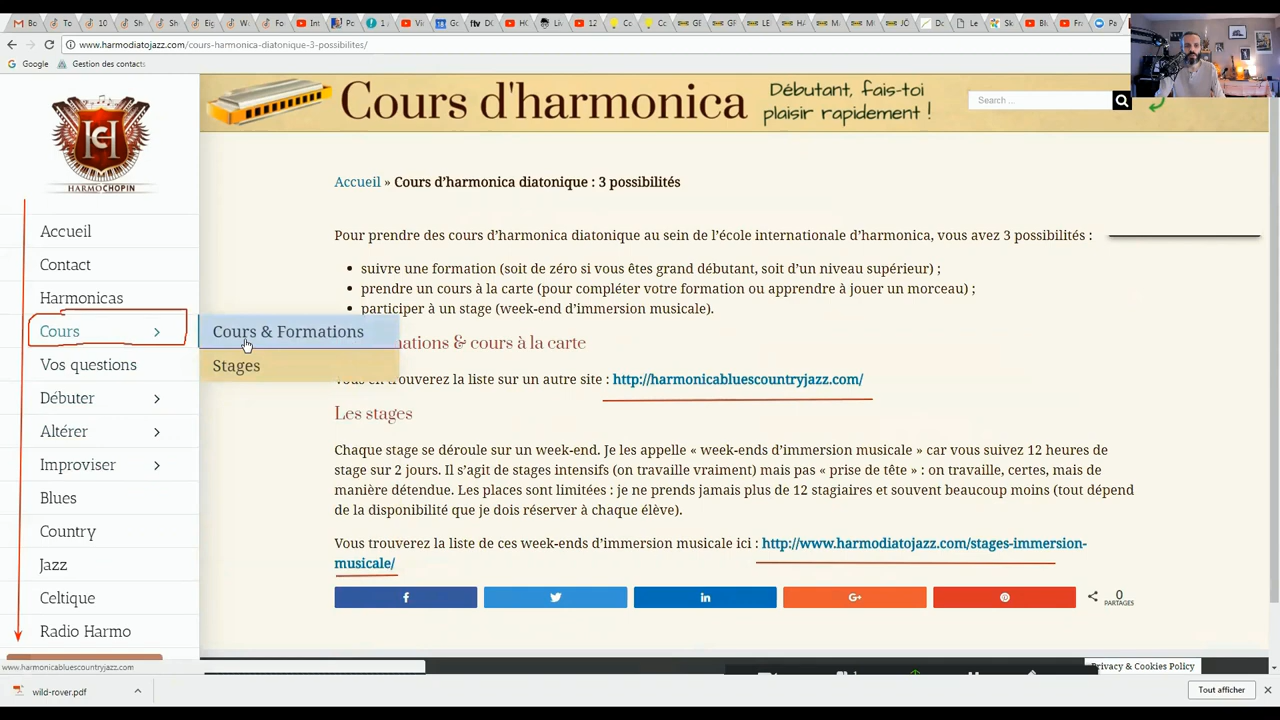 www.harmodiatojazz.com/cours-harmonica-diatonique-3-possibilites/
Google
Gestion des contacts
Cours d'harmonica
Débutant, fais-toi
plaisir rapidement !
Search ...
HC
HARMOCHOPIN
Accueil
Contact
Harmonicas
Cours
Vos questions
Débuter
Altérer
Improviser
Blues
Country
Jazz
Celtique
Radio Harmo
Cours & Formations
Stages
Accueil » Cours d'harmonica diatonique : 3 possibilités
Pour prendre des cours d'harmonica diatonique au sein de l'école internationale d'harmonica, vous avez 3 possibilités :
suivre une formation (soit de zéro si vous êtes grand débutant, soit d'un niveau supérieur) ;
prendre un cours à la carte (pour compléter votre formation ou apprendre à jouer un morceau) ;
participer à un stage (week-end d'immersion musicale).
mations & cours à la carte
en trouverez la liste sur un autre site : http://harmonicabluescountryjazz.com/
Les stages
Chaque stage se déroule sur un week-end. Je les appelle « week-ends d'immersion musicale » car vous suivez 12 heures de
stage sur 2 jours. Il s'agit de stages intensifs (on travaille vraiment) mais pas « prise de tête » : on travaille, certes, mais de
manière détendue. Les places sont limitées : je ne prends jamais plus de 12 stagiaires et souvent beaucoup moins (tout dépend
de la disponibilité que je dois réserver à chaque élève).
Vous trouverez la liste de ces week-ends d'immersion musicale ici : http://www.harmodiatojazz.com/stages-immersion-
musicale/
0
PARTAGES
www.harmonicabluescountryjazz.com
Privacy & Cookies Policy
wild-rover.pdf
Tout afficher